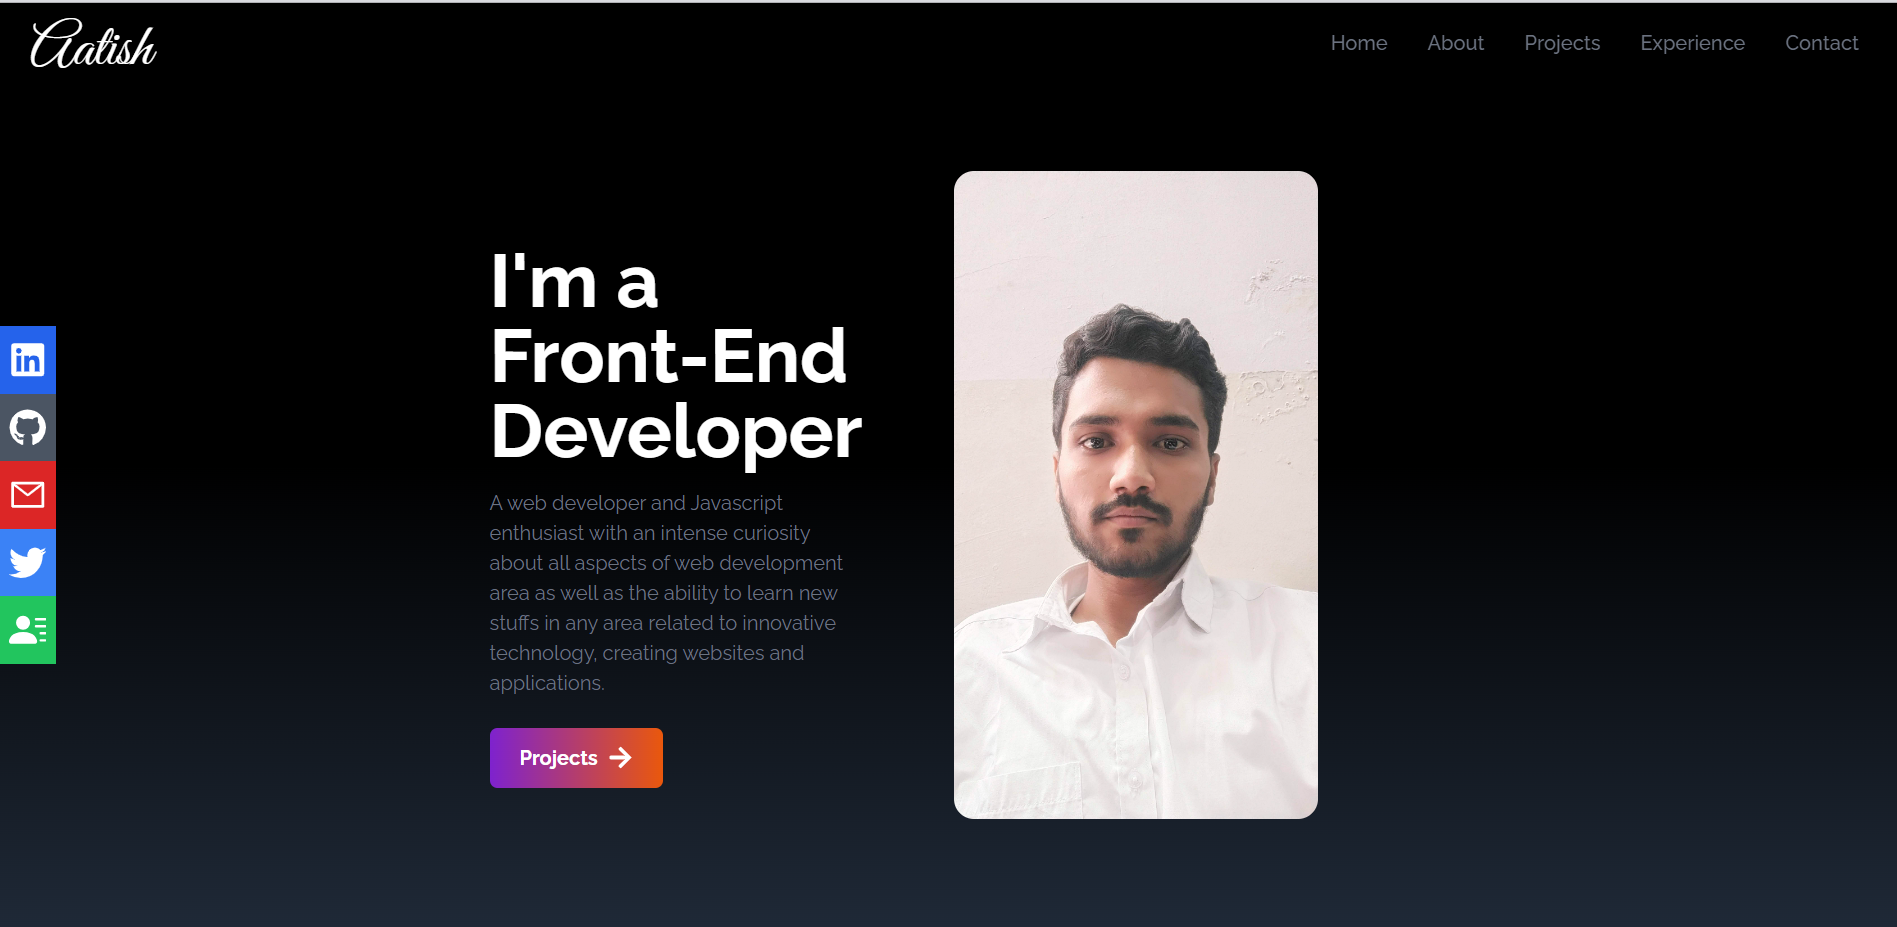 Aatish
Home About Projects Experience Contact
I'm a
Front-End
Developer
A web developer and Javascript
enthusiast with an intense curiosity
about all aspects of web development
area as well as the ability to learn new
stuffs in any area related to innovative
technology, creating websites and
applications.
Projects
in